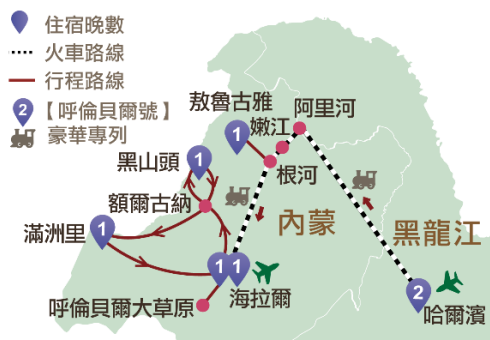 住宿晚數
火車路線
行程路線
2 【呼倫貝爾號】
豪華專列
敖魯古雅
1
阿里河
嫩江
黑山頭
1
根河
額爾古納
滿洲里
1
內蒙
黑龍江
1 1
海拉爾
呼倫貝爾大草原
2
哈爾濱